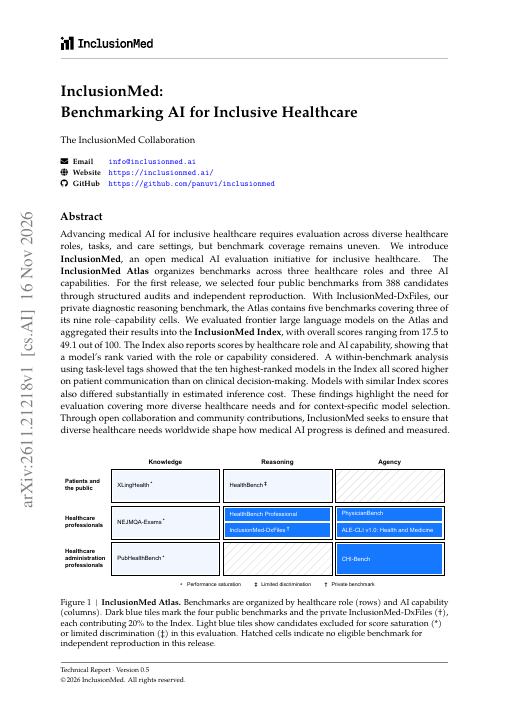 InclusionMed
InclusionMed:
Benchmarking AI for Inclusive Healthcare
The InclusionMed Collaboration
Email info@inclusionmed.ai
Website https://inclusionmed.ai/
GitHub https://github.com/panuvi/inclusionmed
Abstract
Advancing medical AI for inclusive healthcare requires evaluation across diverse healthcare
roles, tasks, and care settings, but benchmark coverage remains uneven. We introduce
InclusionMed, an open medical AI evaluation initiative for inclusive healthcare. The
InclusionMed Atlas organizes benchmarks across three healthcare roles and three AI
capabilities. For the first release, we selected four public benchmarks from 388 candidates
through structured audits and independent reproduction. With InclusionMed-DxFiles, our
private diagnostic reasoning benchmark, the Atlas contains five benchmarks covering three of
its nine role–capability cells. We evaluated frontier large language models on the Atlas and
aggregated their results into the InclusionMed Index, with overall scores ranging from 17.5 to
49.1 out of 100. The Index also reports scores by healthcare role and AI capability, showing that
a model's rank varied with the role or capability considered. A within-benchmark analysis
using task-level tags showed that the ten highest-ranked models in the Index all scored higher
on patient communication than on clinical decision-making. Models with similar Index scores
also differed substantially in estimated inference cost. These findings highlight the need for
evaluation covering more diverse healthcare needs and for context-specific model selection.
Through open collaboration and community contributions, InclusionMed seeks to ensure that
diverse healthcare needs worldwide shape how medical AI progress is defined and measured.
Knowledge Reasoning Agency
Patients and
the public
XLingHealth *
HealthBench ‡
Healthcare
professionals
NEJMQA-Exams *
HealthBench Professional
InclusionMed-DxFiles †
PhysicianBench
ALE-CLI v1.0: Health and Medicine
Healthcare
administration
professionals
PubHealthBench *
CHI-Bench
* Performance saturation ‡ Limited discrimination † Private benchmark
Figure 1 | InclusionMed Atlas. Benchmarks are organized by healthcare role (rows) and AI capability
(columns). Dark blue tiles mark the four public benchmarks and the private InclusionMed-DxFiles (†),
each contributing 20% to the Index. Light blue tiles show candidates excluded for score saturation (*)
or limited discrimination (‡) in this evaluation. Hatched cells indicate no eligible benchmark for
independent reproduction in this release.
Technical Report · Version 0.5
©2026 InclusionMed. All rights reserved.
arXiv:2611.21218v1 [cs.AI] 16 Nov 2026